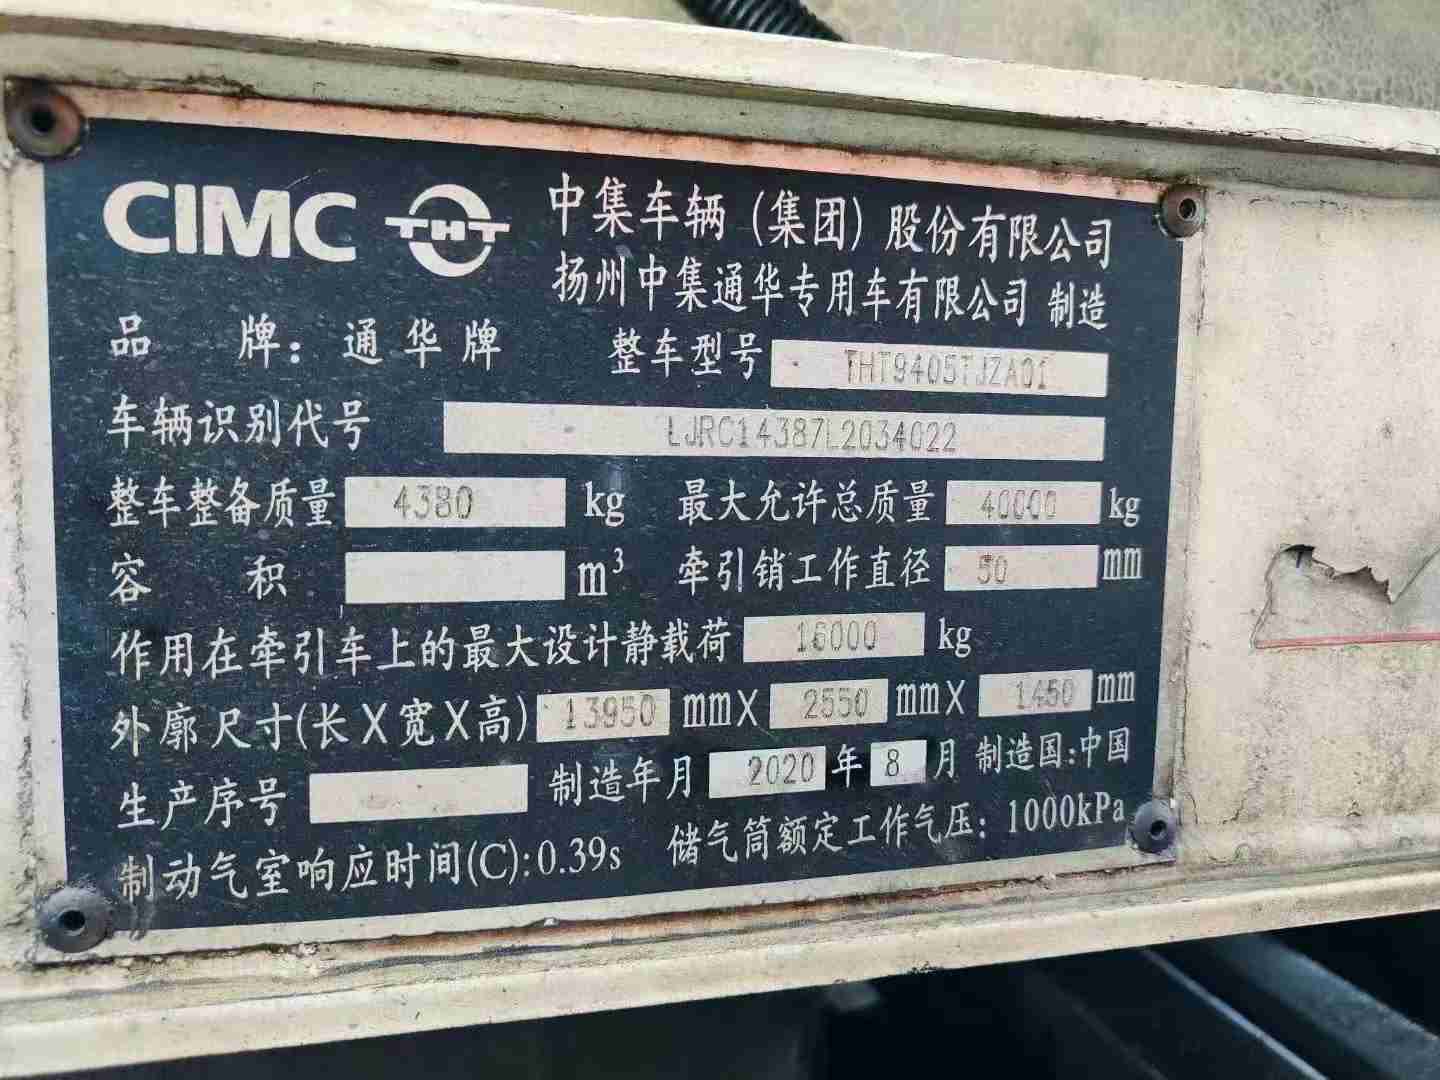 CIMC THT 中集车辆(集团)股份有限公司
扬州中集通华专用车有限公司 制造
品 牌: 通华牌 整车型号 THT9405TJZA01
车辆识别代号 LJRC14387L2034022
整车整备质量 4380 kg 最大允许总质量 40000 kg
容 积 m³ 牵引销工作直径 50 mm
作用在牵引车上的最大设计静载荷 16000 kg
外廓尺寸(长X宽X高) 13950 mmX 2550 mmX 1450 mm
生产序号 制造年月 2020 年 8 月 制造国:中国
制动气室响应时间(C):0.39s 储气筒额定工作气压: 1000kPa